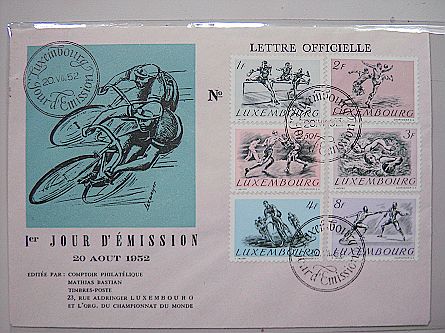 LETTRE OFFICIELLE
No
Luxembourg
20.VIII.52
Jour d'Emission
1F
LUXEMBOURG
2F
LUXEMBOURG
LUXEMBOURG
3F
LUXEMBOURG
4F
LUXEMBOURG
8F
LUXEMBOURG
1er JOUR D'ÉMISSION
20 AOUT 1952
EDITÉE PAR: COMPTOIR PHILATÉLIQUE
MATHIAS BASTIAN
TIMBRES-POSTE
23, RUE ALDRINGER LUXEMBOURG
ET L'ORG. DU CHAMPIONNAT DU MONDE